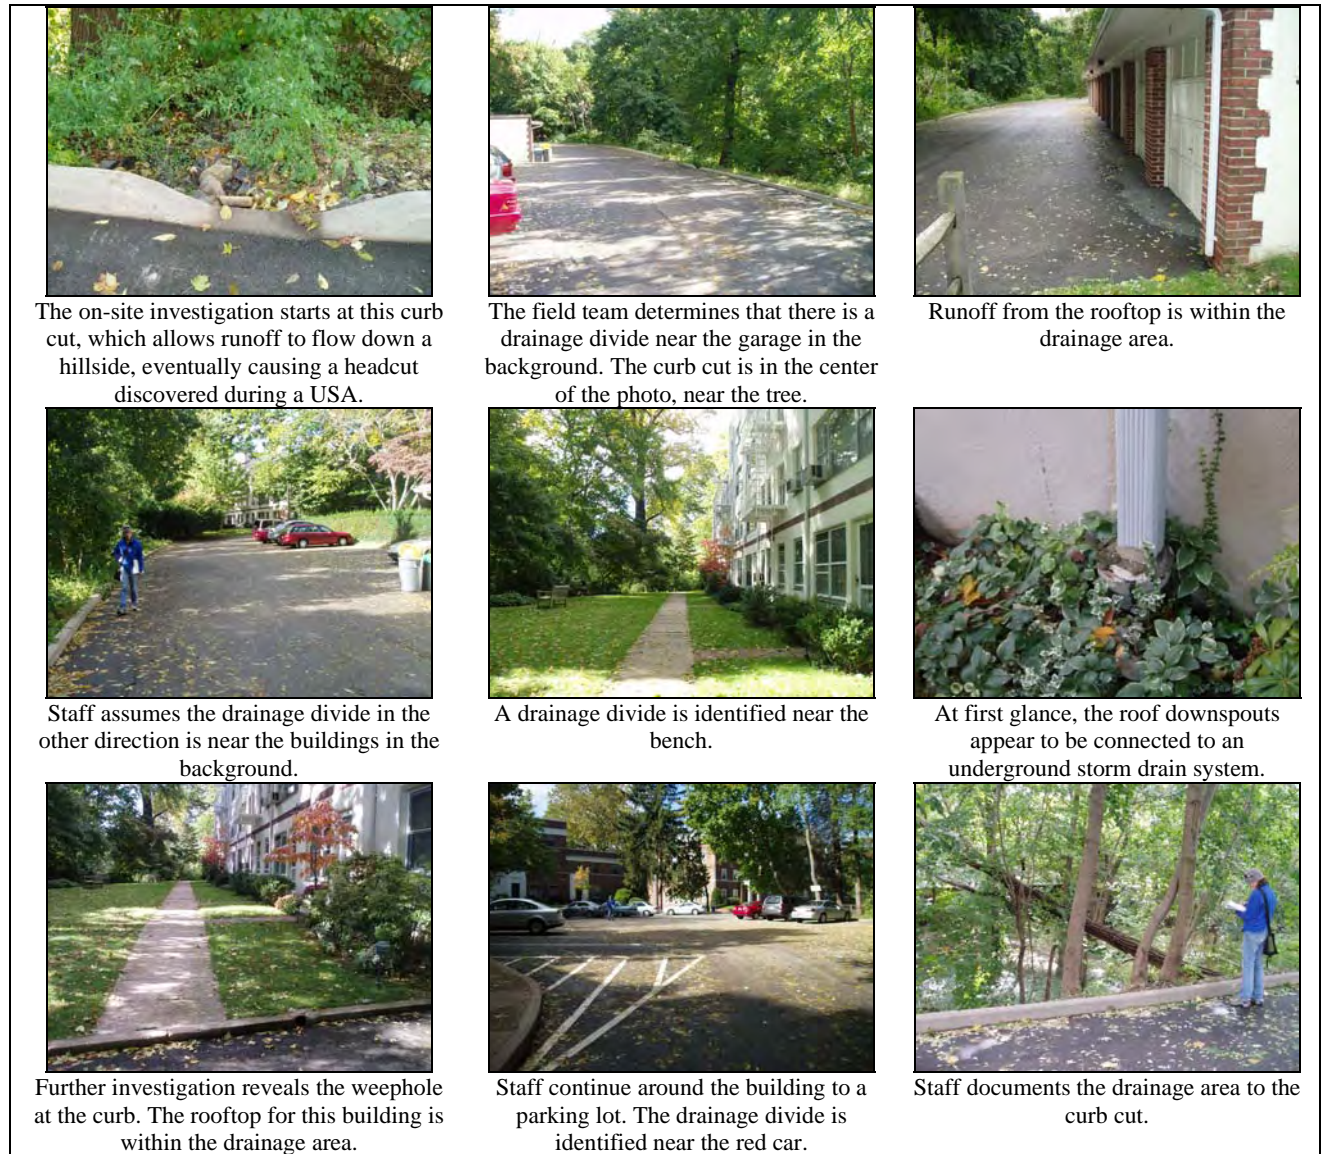 The on-site investigation starts at this curb
cut, which allows runoff to flow down a
hillside, eventually causing a headcut
discovered during a USA.
The field team determines that there is a
drainage divide near the garage in the
background. The curb cut is in the center
of the photo, near the tree.
Runoff from the rooftop is within the
drainage area.
Staff assumes the drainage divide in the
other direction is near the buildings in the
background.
A drainage divide is identified near the
bench.
At first glance, the roof downspouts
appear to be connected to an
underground storm drain system.
Further investigation reveals the weephole
at the curb. The rooftop for this building is
within the drainage area.
Staff continue around the building to a
parking lot. The drainage divide is
identified near the red car.
Staff documents the drainage area to the
curb cut.